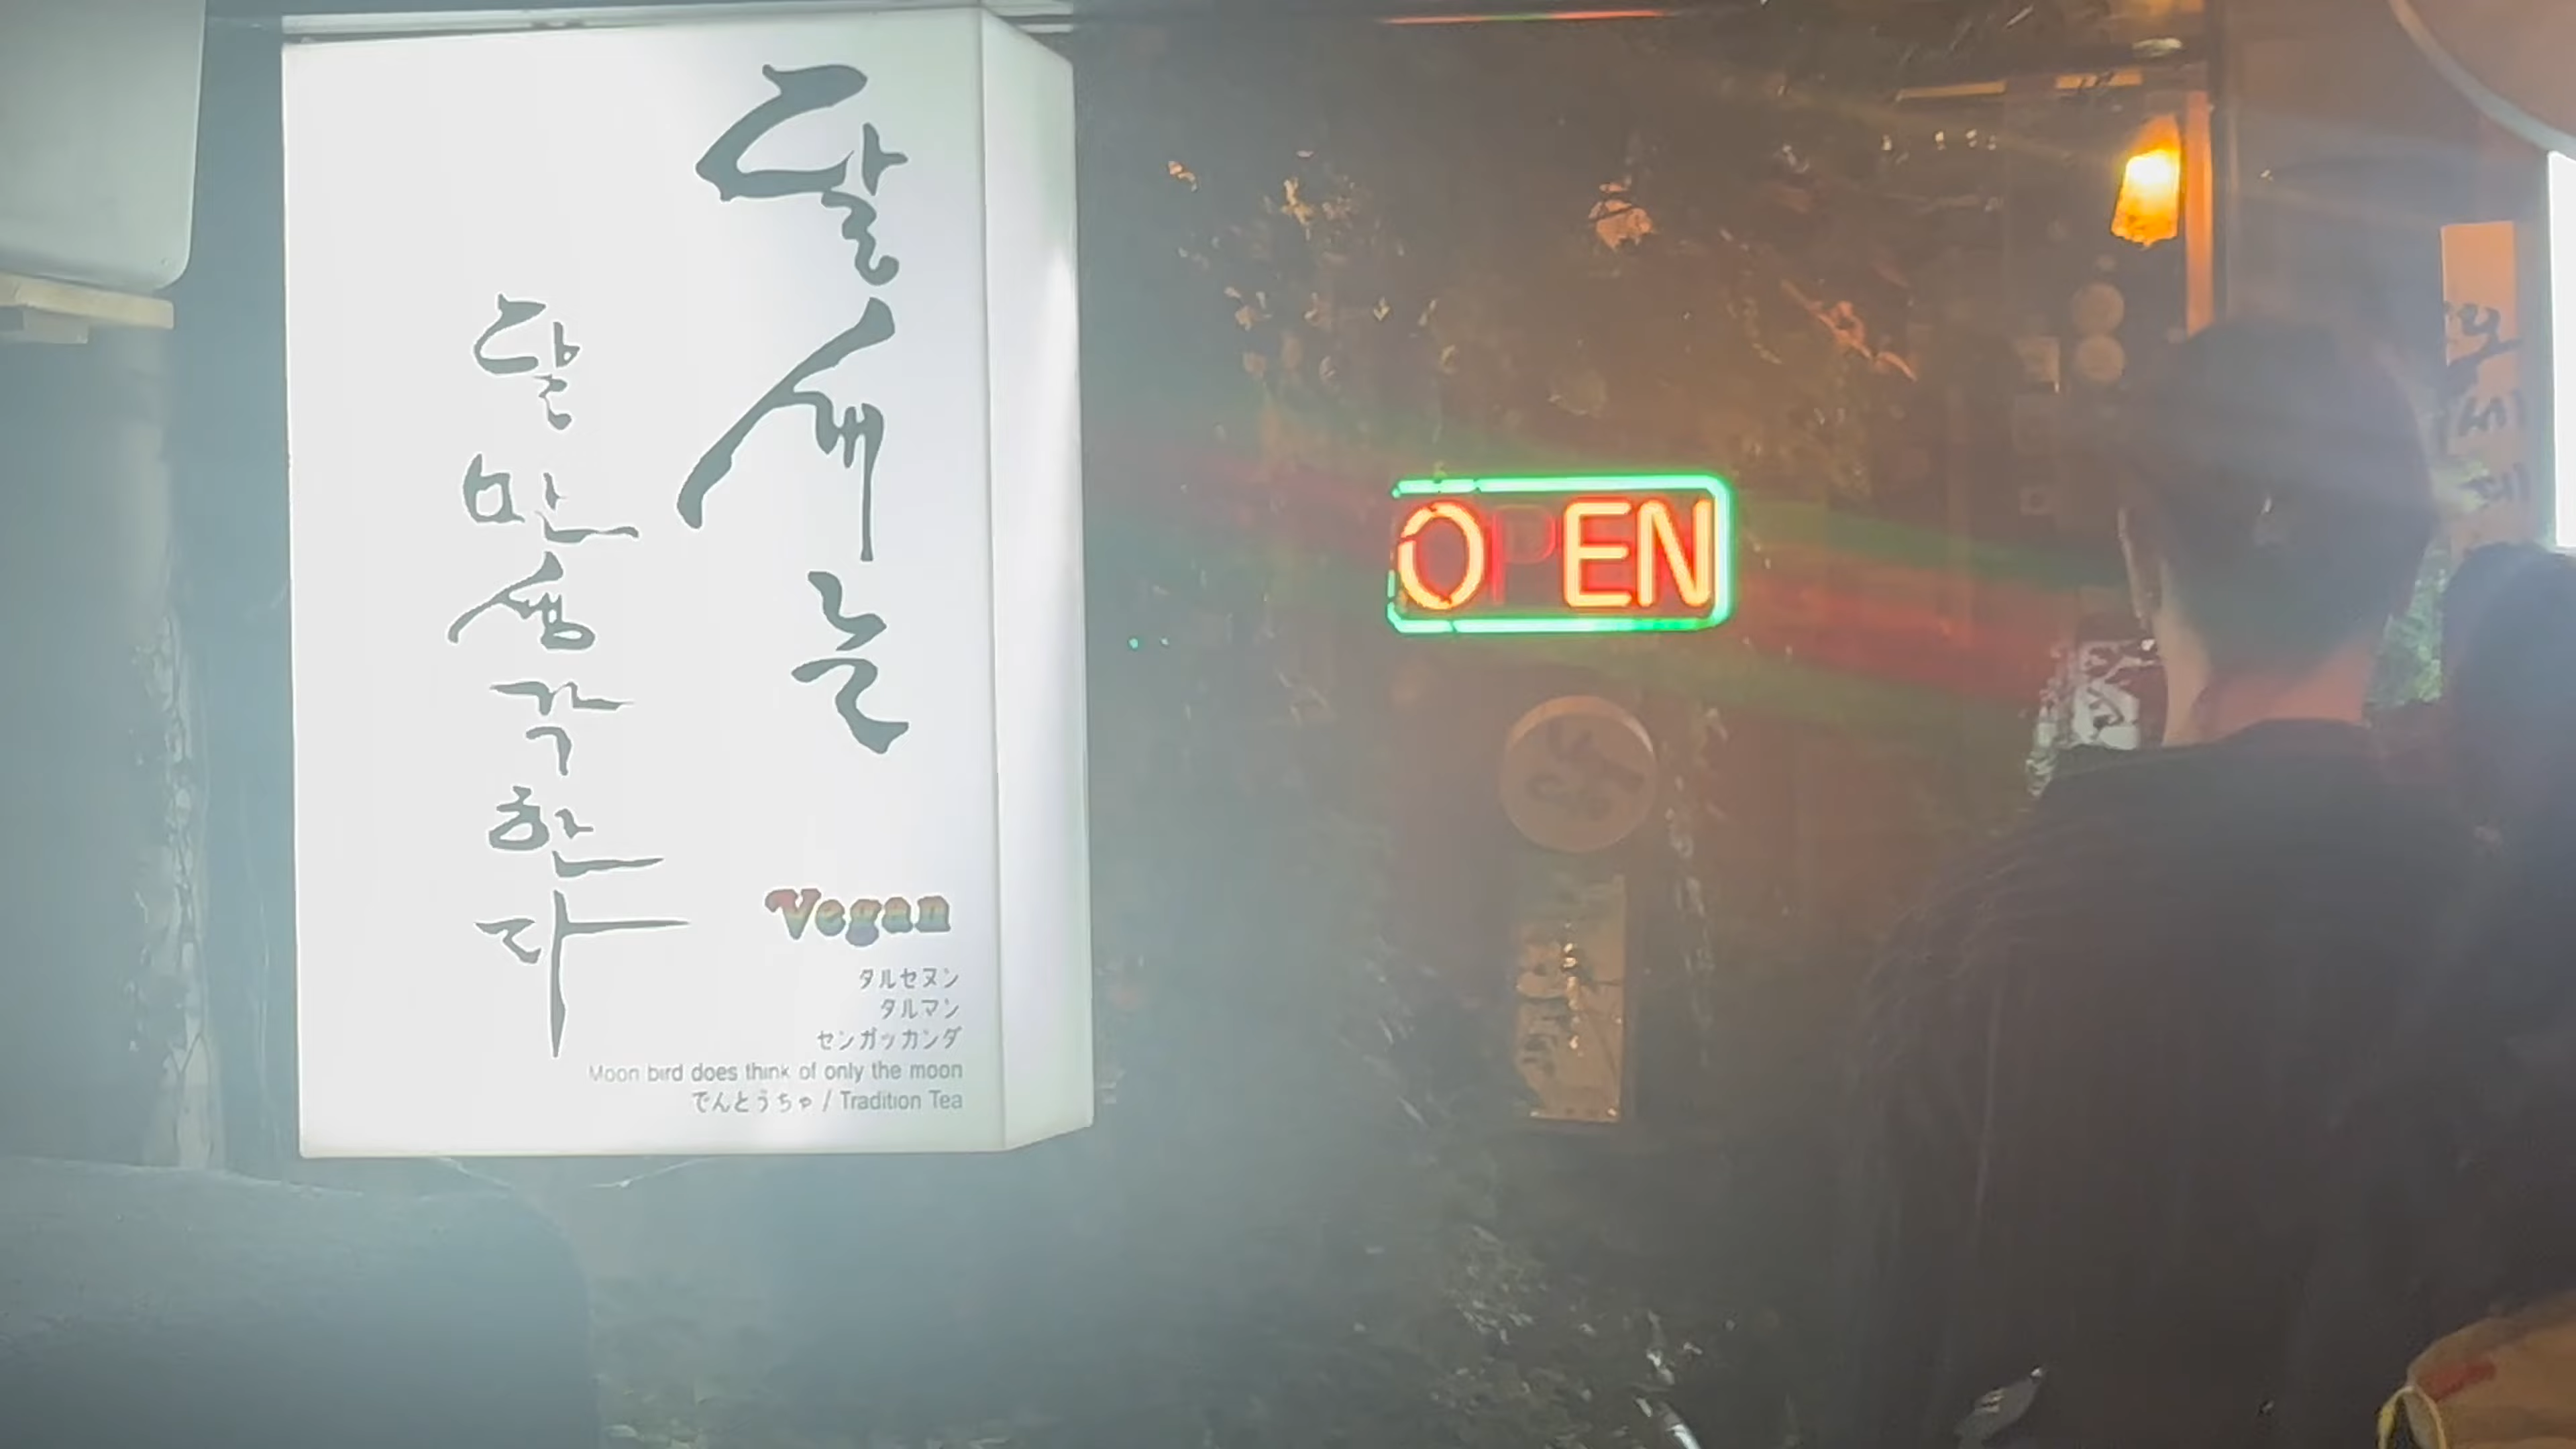 달새는
달만생각한다
Vegan
タルセヌン
タルマン
センガッカンダ
Moon bird does think of only the moon
でんとうちゃ / Tradition Tea
OPEN